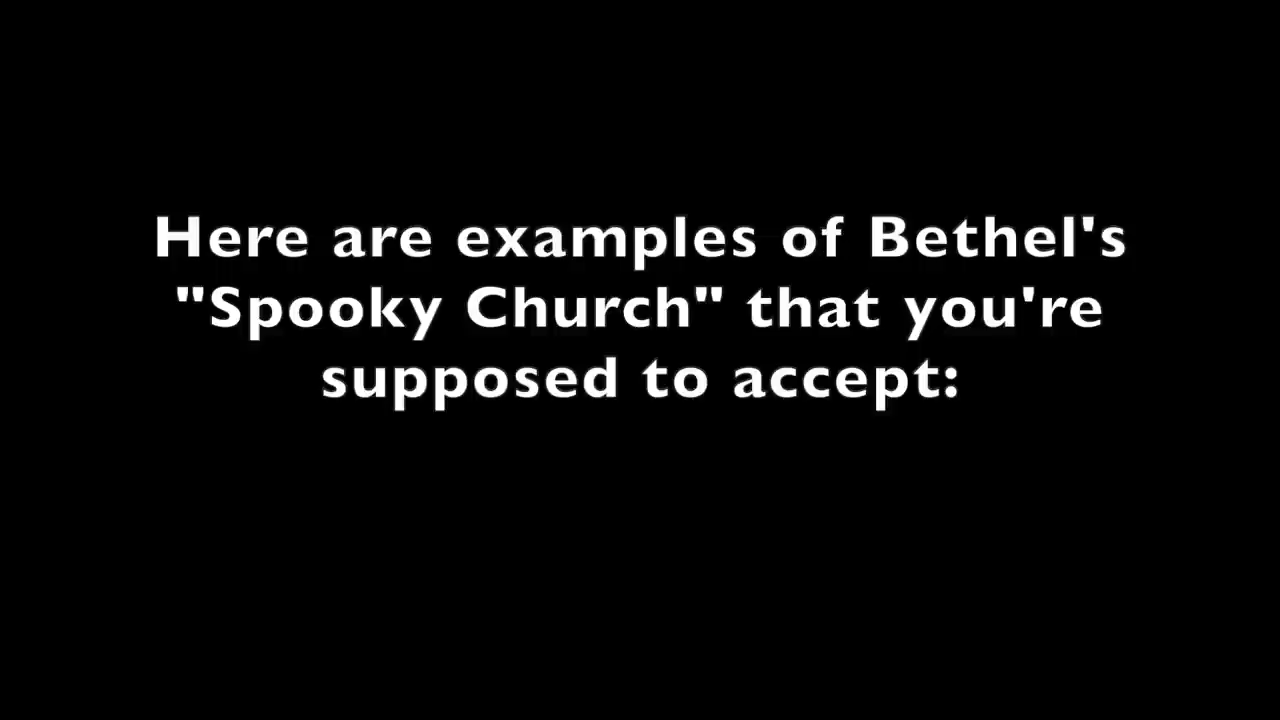 Here are examples of Bethel's
"Spooky Church" that you're
supposed to accept: